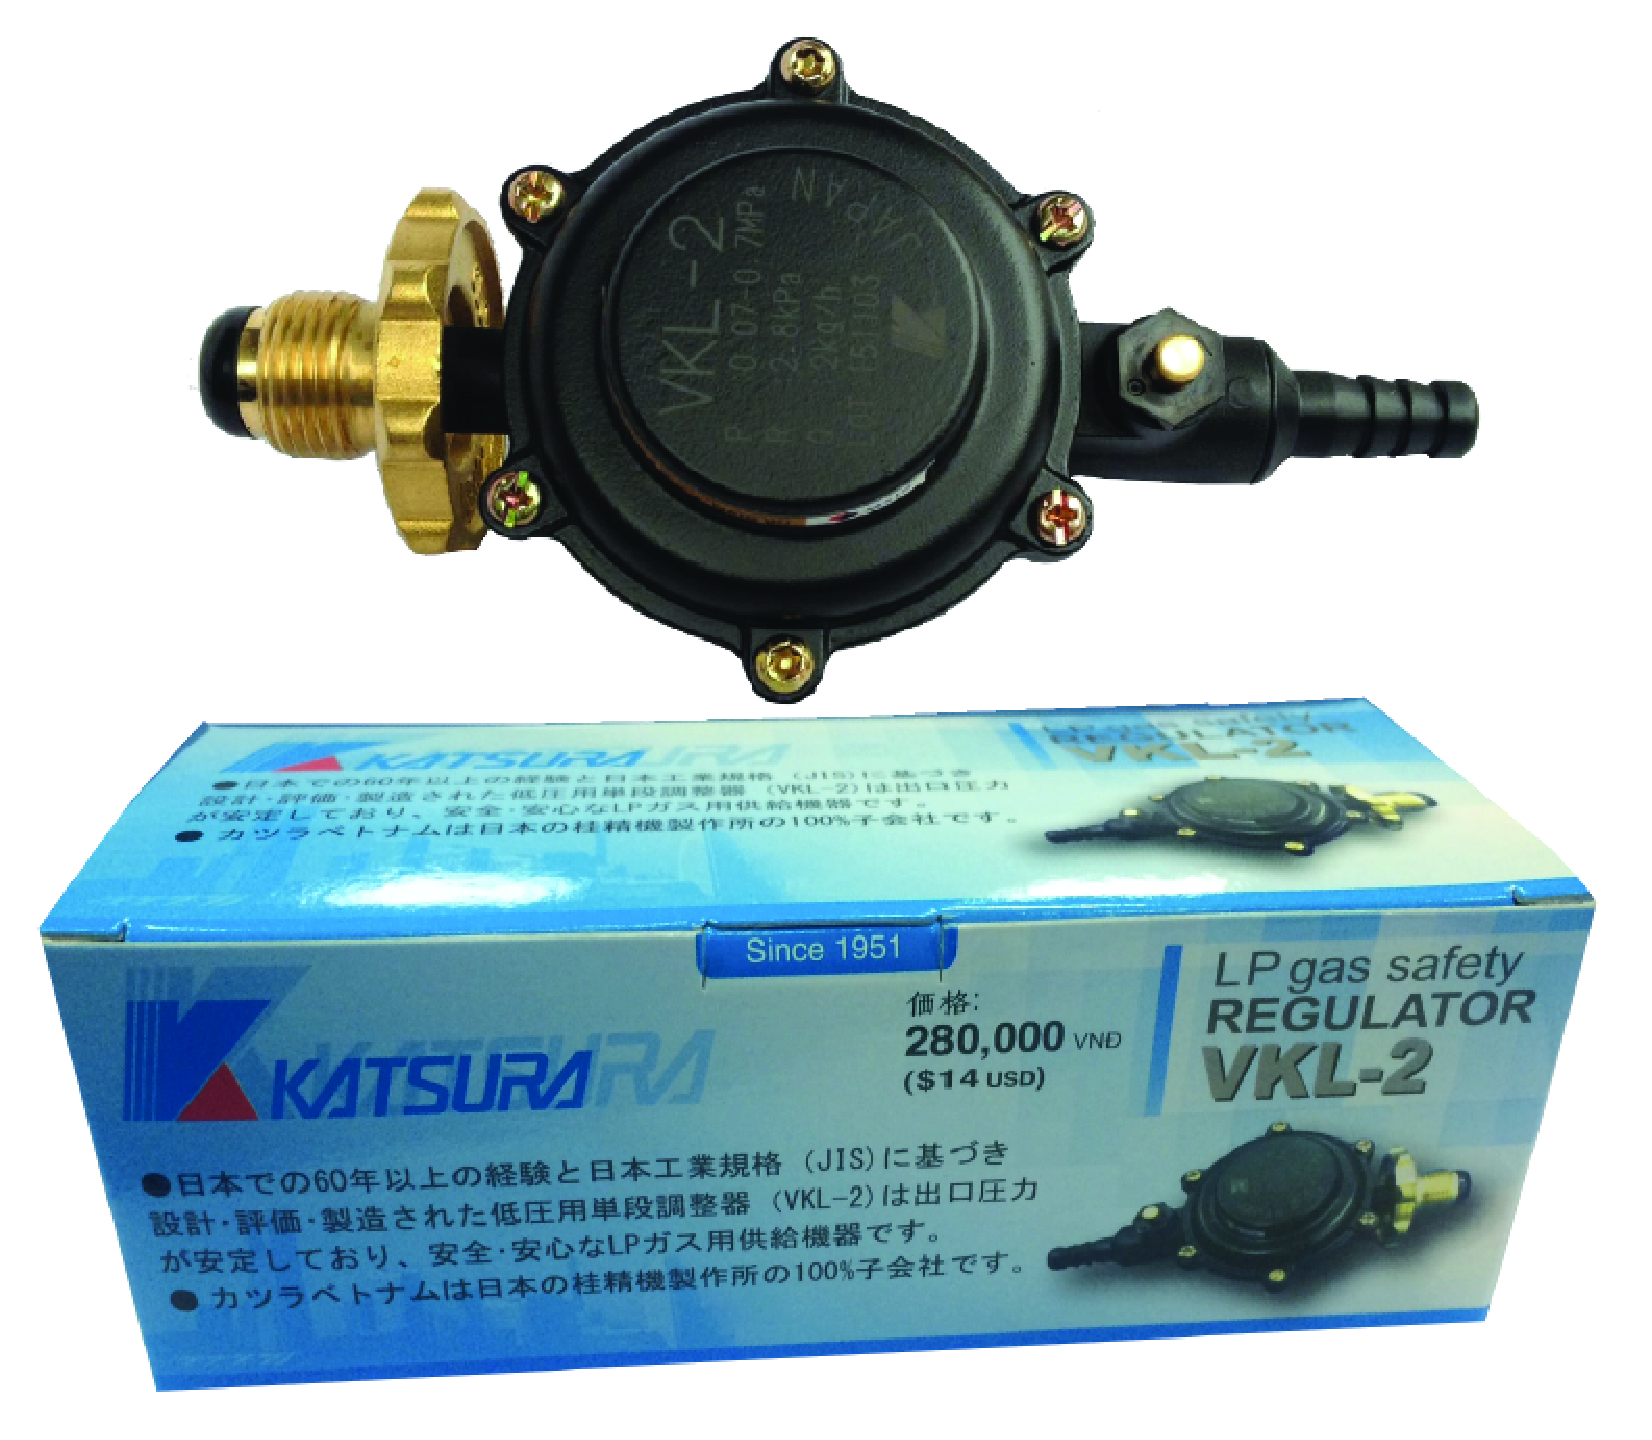 VKL-2
P 0.07-0.7MPa
R 2.8kPa
Q 2kg/h
LOT 151103
JAPAN
KATSURA
LP gas safety
REGULATOR
VKL-2
●日本での60年以上の経験と日本工業規格 (JIS)に基づき
設計・評価・製造された低圧用単段調整器 (VKL-2)は出口圧力
が安定しており、安全・安心なLPガス用供給機器です。
● カツラベトナムは日本の桂精機製作所の100%子会社です。
Since 1951
KATSURA
価格:
280,000 VNĐ
($14 USD)
LP gas safety
REGULATOR
VKL-2
●日本での60年以上の経験と日本工業規格 (JIS)に基づき
設計・評価・製造された低圧用単段調整器 (VKL-2)は出口圧力
が安定しており、安全・安心なLPガス用供給機器です。
● カツラベトナムは日本の桂精機製作所の100%子会社です。